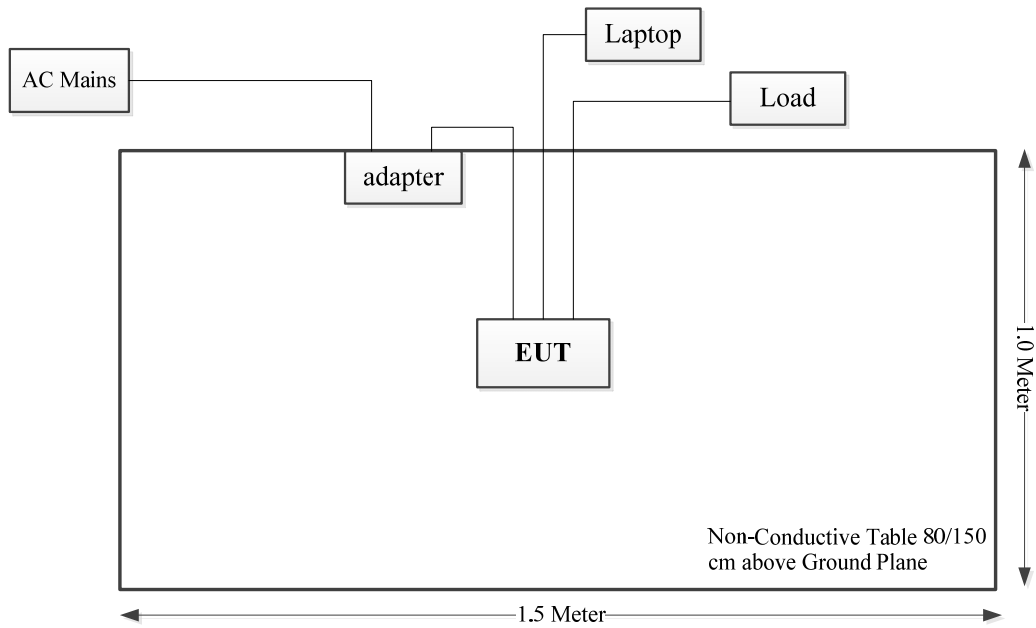 Laptop
AC Mains
Load
adapter
EUT
1.0 Meter
Non-Conductive Table 80/150
cm above Ground Plane
1.5 Meter